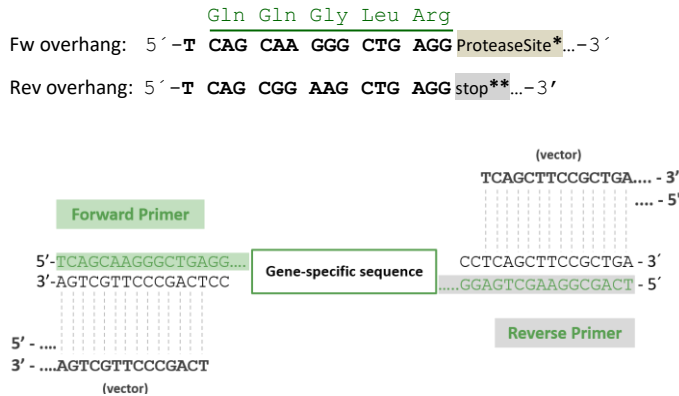 Gln Gln Gly Leu Arg
Fw overhang: 5´-T CAG CAA GGG CTG AGG ProteaseSite*…-3´
Rev overhang: 5´-T CAG CGG AAG CTG AGG stop**…-3’
(vector)
TCAGCTTCCGCTGA.... - 3’
.... - 5’
Forward Primer
5’-TCAGCAAGGGCTGAGG....
3’-AGTCGTTCCCGACTCC
Gene-specific sequence
CCTCAGCTTCCGCTGA- 3´
.....GGAGTCGAAGGCGACT- 5´
Reverse Primer
5’ - ....
3’ - ....AGTCGTTCCCGACT
(vector)